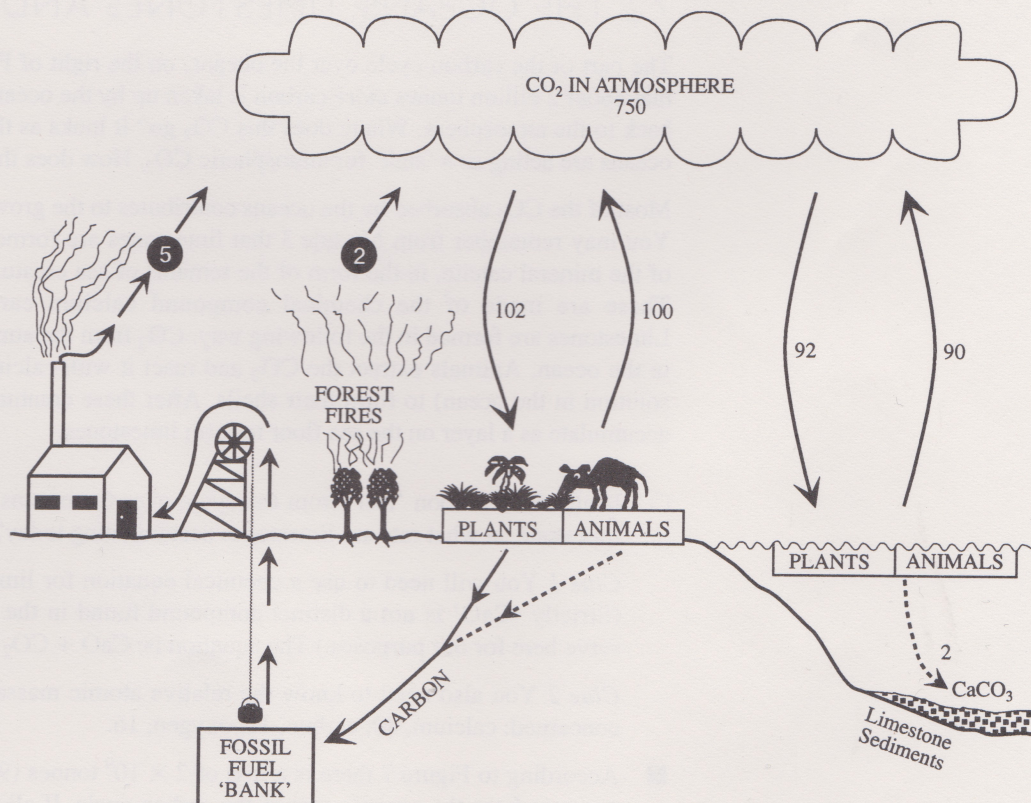 CO₂ IN ATMOSPHERE
750
5
2
102
100
92
90
FOREST
FIRES
PLANTS
ANIMALS
PLANTS
ANIMALS
2
CaCO₃
CARBON
Limestone
Sediments
FOSSIL
FUEL
'BANK'